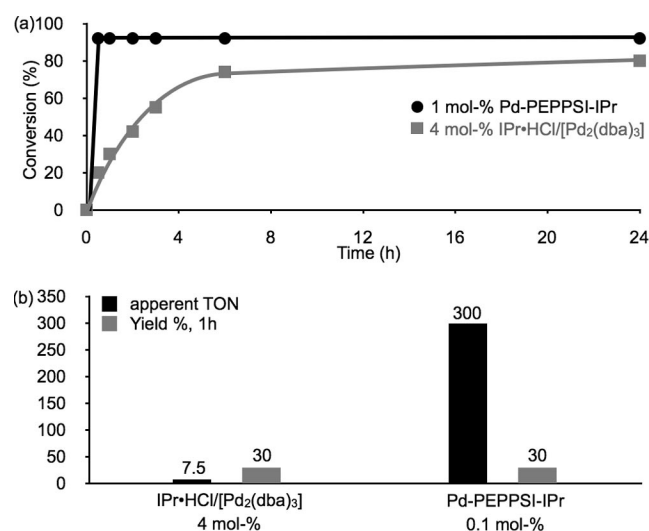 (a) 100
80
60
40
20
0
Conversion (%)
1 mol-% Pd-PEPPSI-IPr
4 mol-% IPr•HCl/[Pd₂(dba)₃]
0 4 8 12 16 20 24
Time (h)
(b) 350
300
250
200
150
100
50
0
apperent TON
Yield %, 1h
7.5
30
300
30
IPr•HCl/[Pd₂(dba)₃]
4 mol-%
Pd-PEPPSI-IPr
0.1 mol-%